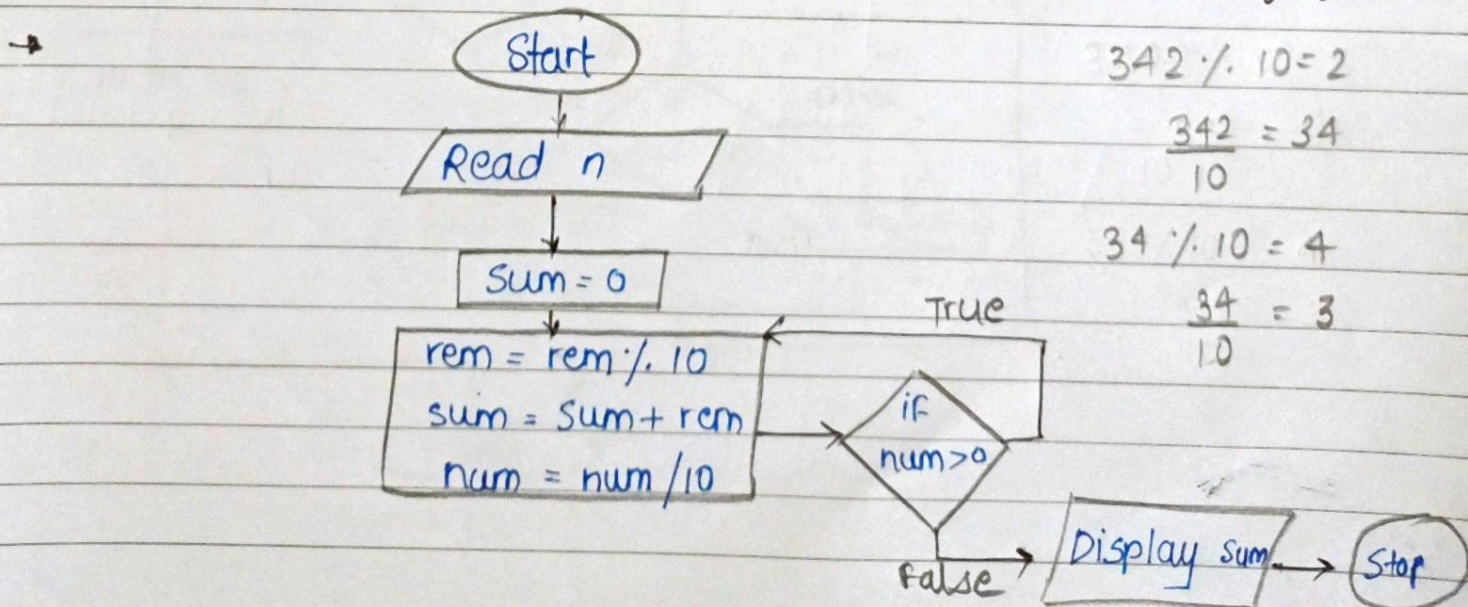 Start
Read n
sum = 0
rem = rem % 10
sum = sum + rem
num = num / 10
True
if
num > 0
False
Display sum
Stop
342 % 10 = 2
342 = 34
10
34 % 10 = 4
34 = 3
10